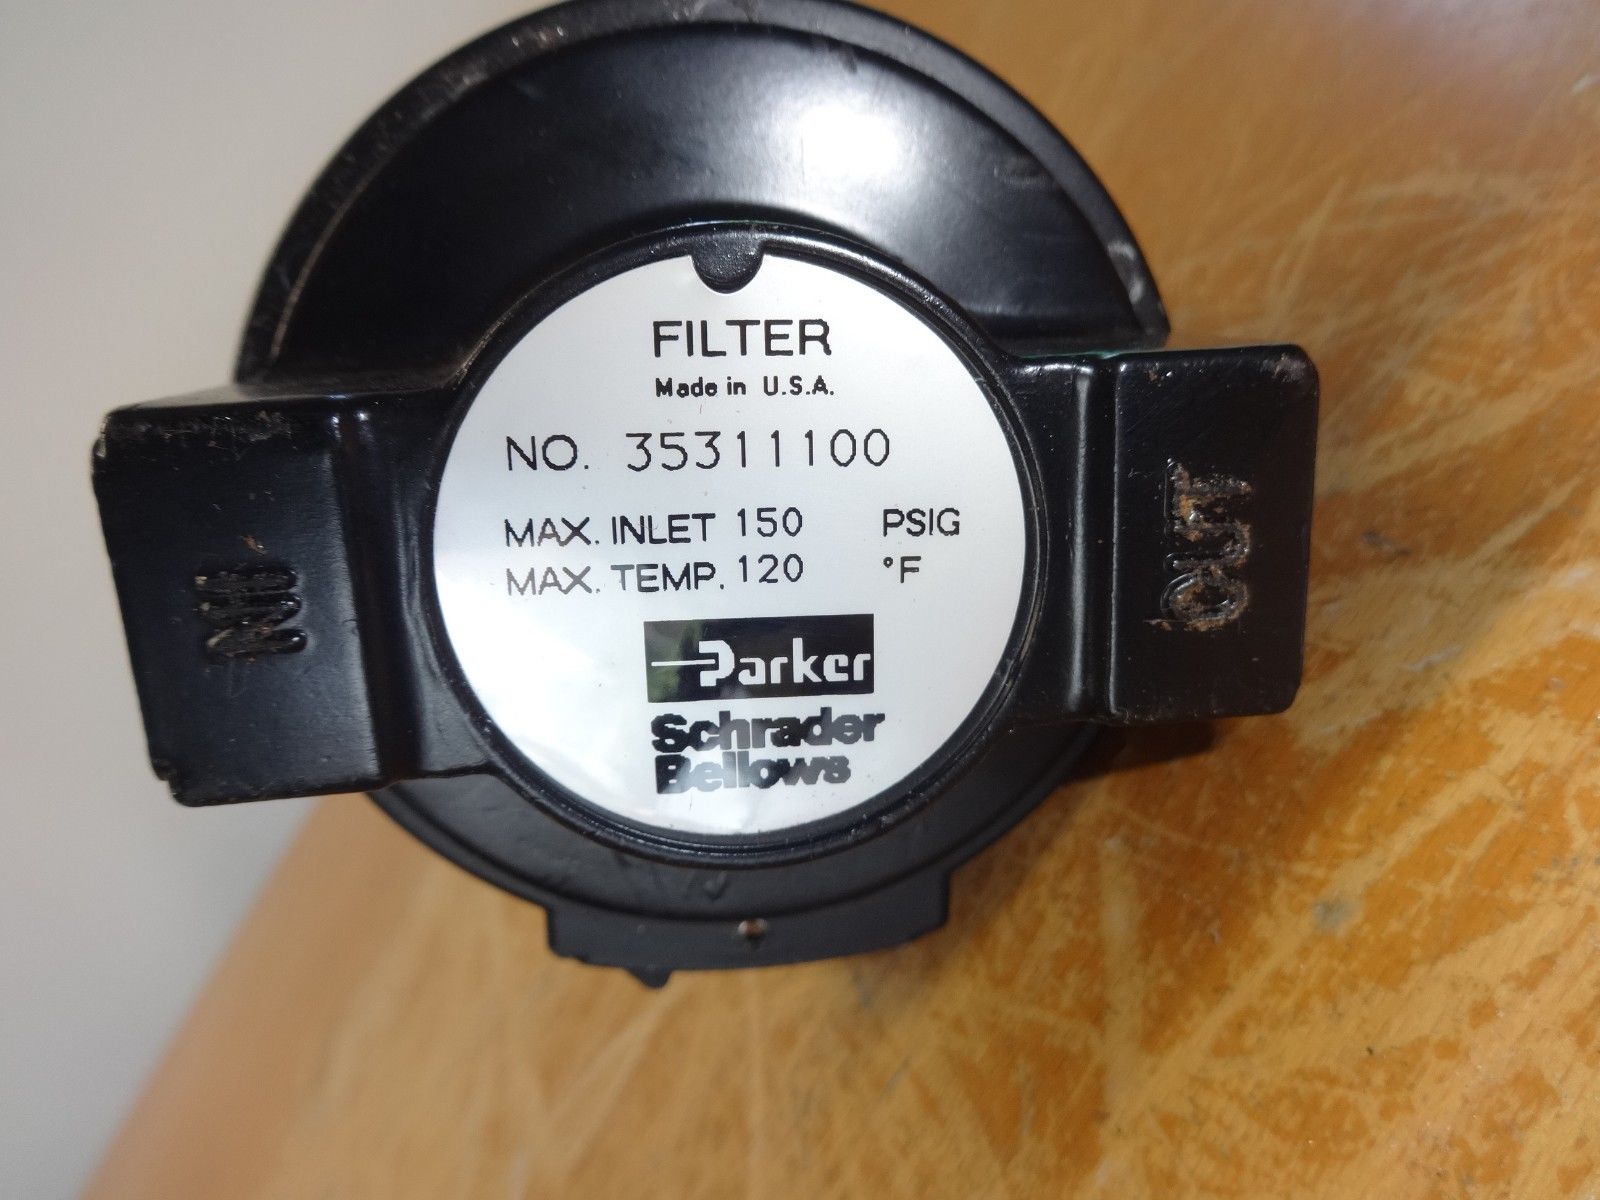 FILTER
Made in U.S.A.
NO. 35311100
MAX. INLET 150 PSIG
MAX. TEMP. 120 °F
Parker
Schrader
Bellows
IN
OUT